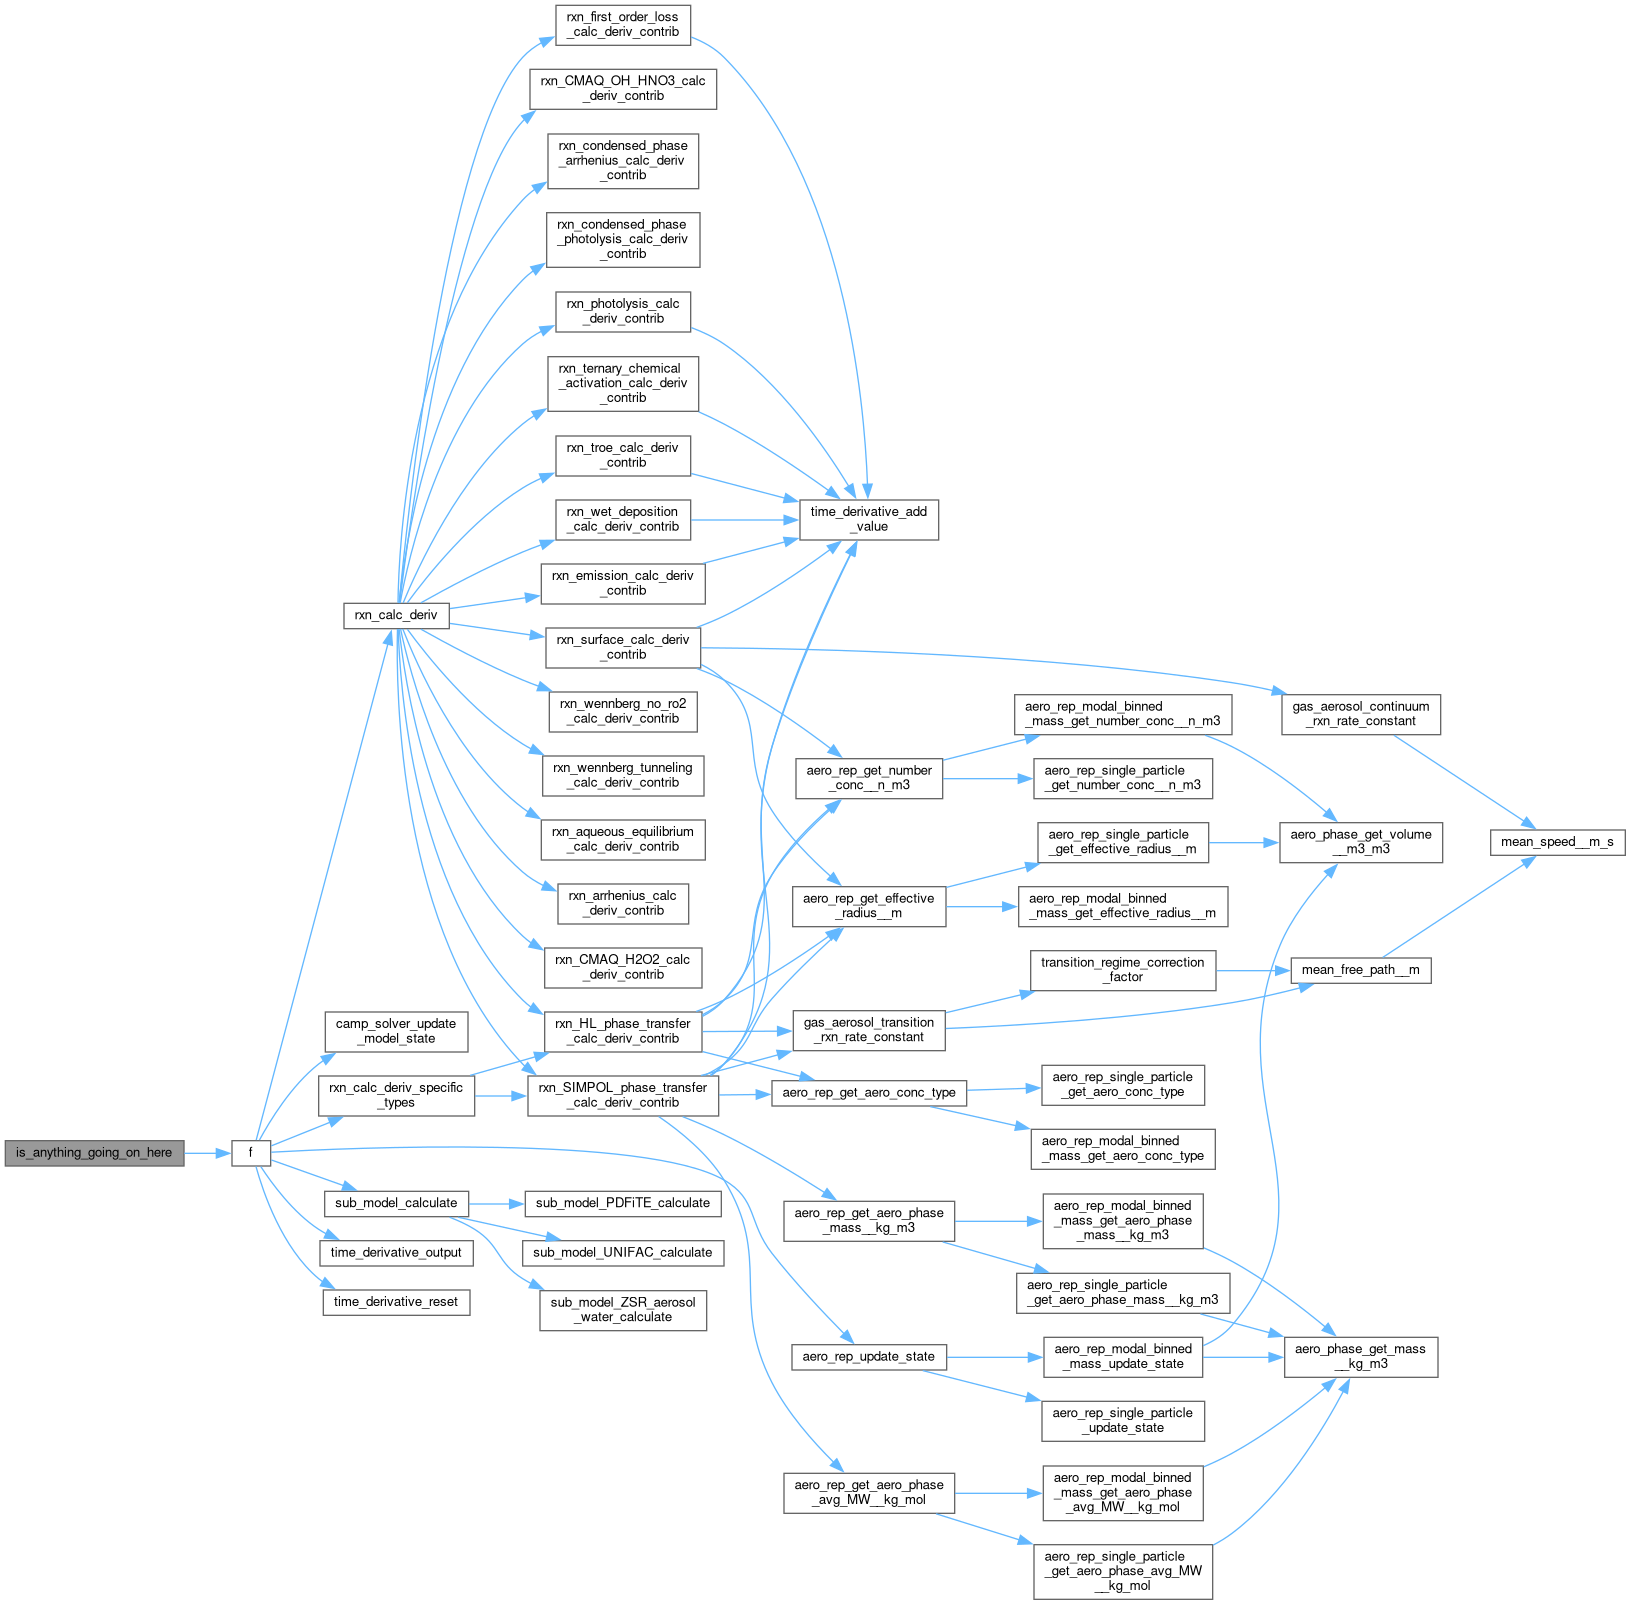 rxn_first_order_loss
_calc_deriv_contrib
rxn_CMAQ_OH_HNO3_calc
_deriv_contrib
rxn_condensed_phase
_arrhenius_calc_deriv
_contrib
rxn_condensed_phase
_photolysis_calc_deriv
_contrib
rxn_photolysis_calc
_deriv_contrib
rxn_ternary_chemical
_activation_calc_deriv
_contrib
rxn_troe_calc_deriv
_contrib
rxn_wet_deposition
_calc_deriv_contrib
time_derivative_add
_value
rxn_emission_calc_deriv
_contrib
rxn_calc_deriv
rxn_surface_calc_deriv
_contrib
rxn_wennberg_no_ro2
_calc_deriv_contrib
aero_rep_modal_binned
_mass_get_number_conc__n_m3
gas_aerosol_continuum
_rxn_rate_constant
rxn_wennberg_tunneling
_calc_deriv_contrib
aero_rep_get_number
_conc__n_m3
aero_rep_single_particle
_get_number_conc__n_m3
rxn_aqueous_equilibrium
_calc_deriv_contrib
aero_rep_single_particle
_get_effective_radius__m
aero_phase_get_volume
__m3_m3
mean_speed__m_s
rxn_arrhenius_calc
_deriv_contrib
aero_rep_get_effective
_radius__m
aero_rep_modal_binned
_mass_get_effective_radius__m
rxn_CMAQ_H2O2_calc
_deriv_contrib
transition_regime_correction
_factor
mean_free_path__m
camp_solver_update
_model_state
rxn_HL_phase_transfer
_calc_deriv_contrib
gas_aerosol_transition
_rxn_rate_constant
rxn_calc_deriv_specific
_types
rxn_SIMPOL_phase_transfer
_calc_deriv_contrib
aero_rep_get_aero_conc_type
aero_rep_single_particle
_get_aero_conc_type
is_anything_going_on_here
f
aero_rep_modal_binned
_mass_get_aero_conc_type
sub_model_calculate
sub_model_PDFiTE_calculate
aero_rep_get_aero_phase
_mass__kg_m3
aero_rep_modal_binned
_mass_get_aero_phase
_mass__kg_m3
time_derivative_output
sub_model_UNIFAC_calculate
time_derivative_reset
sub_model_ZSR_aerosol
_water_calculate
aero_rep_single_particle
_get_aero_phase_mass__kg_m3
aero_rep_update_state
aero_rep_modal_binned
_mass_update_state
aero_phase_get_mass
__kg_m3
aero_rep_single_particle
_update_state
aero_rep_get_aero_phase
_avg_MW__kg_mol
aero_rep_modal_binned
_mass_get_aero_phase
_avg_MW__kg_mol
aero_rep_single_particle
_get_aero_phase_avg_MW
__kg_mol